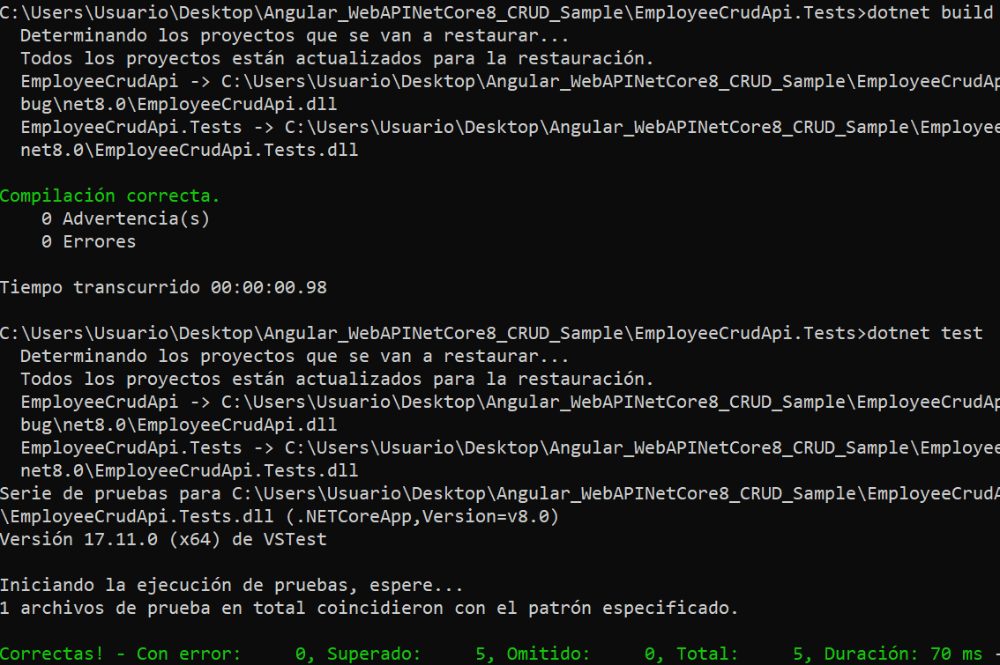 C:\Users\Usuario\Desktop\Angular_WebAPINetCore8_CRUD_Sample\EmployeeCrudApi.Tests>dotnet build
Determinando los proyectos que se van a restaurar...
Todos los proyectos están actualizados para la restauración.
EmployeeCrudApi -> C:\Users\Usuario\Desktop\Angular_WebAPINetCore8_CRUD_Sample\EmployeeCrudAp
bug\net8.0\EmployeeCrudApi.dll
EmployeeCrudApi.Tests -> C:\Users\Usuario\Desktop\Angular_WebAPINetCore8_CRUD_Sample\Employee
net8.0\EmployeeCrudApi.Tests.dll
Compilación correcta.
0 Advertencia(s)
0 Errores
Tiempo transcurrido 00:00:00.98
C:\Users\Usuario\Desktop\Angular_WebAPINetCore8_CRUD_Sample\EmployeeCrudApi.Tests>dotnet test
Determinando los proyectos que se van a restaurar...
Todos los proyectos están actualizados para la restauración.
EmployeeCrudApi -> C:\Users\Usuario\Desktop\Angular_WebAPINetCore8_CRUD_Sample\EmployeeCrudAp
bug\net8.0\EmployeeCrudApi.dll
EmployeeCrudApi.Tests -> C:\Users\Usuario\Desktop\Angular_WebAPINetCore8_CRUD_Sample\Employee
net8.0\EmployeeCrudApi.Tests.dll
Serie de pruebas para C:\Users\Usuario\Desktop\Angular_WebAPINetCore8_CRUD_Sample\EmployeeCrudA
\EmployeeCrudApi.Tests.dll (.NETCoreApp,Version=v8.0)
Versión 17.11.0 (x64) de VSTest
Iniciando la ejecución de pruebas, espere...
1 archivos de prueba en total coincidieron con el patrón especificado.
Correctas! - Con error:     0, Superado:     5, Omitido:     0, Total:     5, Duración: 70 ms -